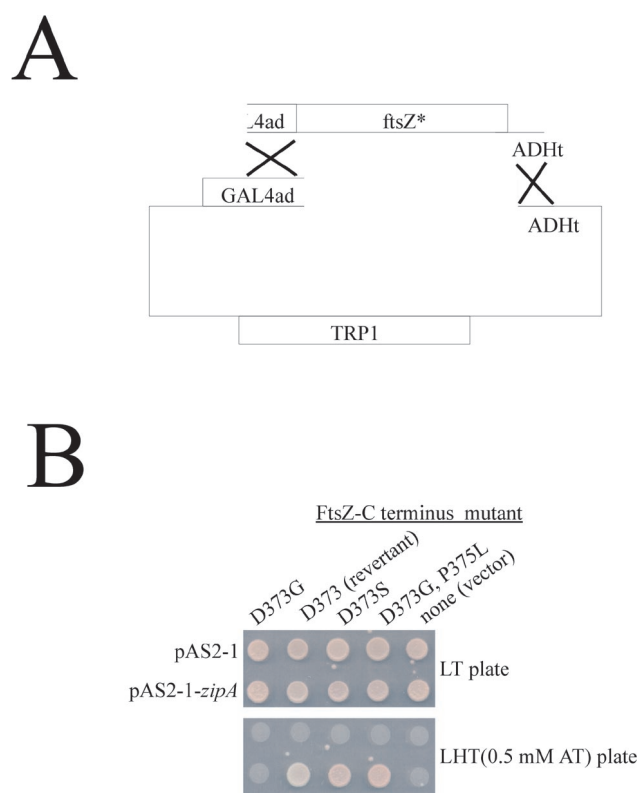 A
L4ad
ftsZ*
ADHt
GAL4ad
ADHt
TRP1
B
FtsZ-C terminus mutant
D373G
D373 (revertant)
D373S
D373G, P375L
none (vector)
pAS2-1
LT plate
pAS2-1-zipA
LHT(0.5 mM AT) plate